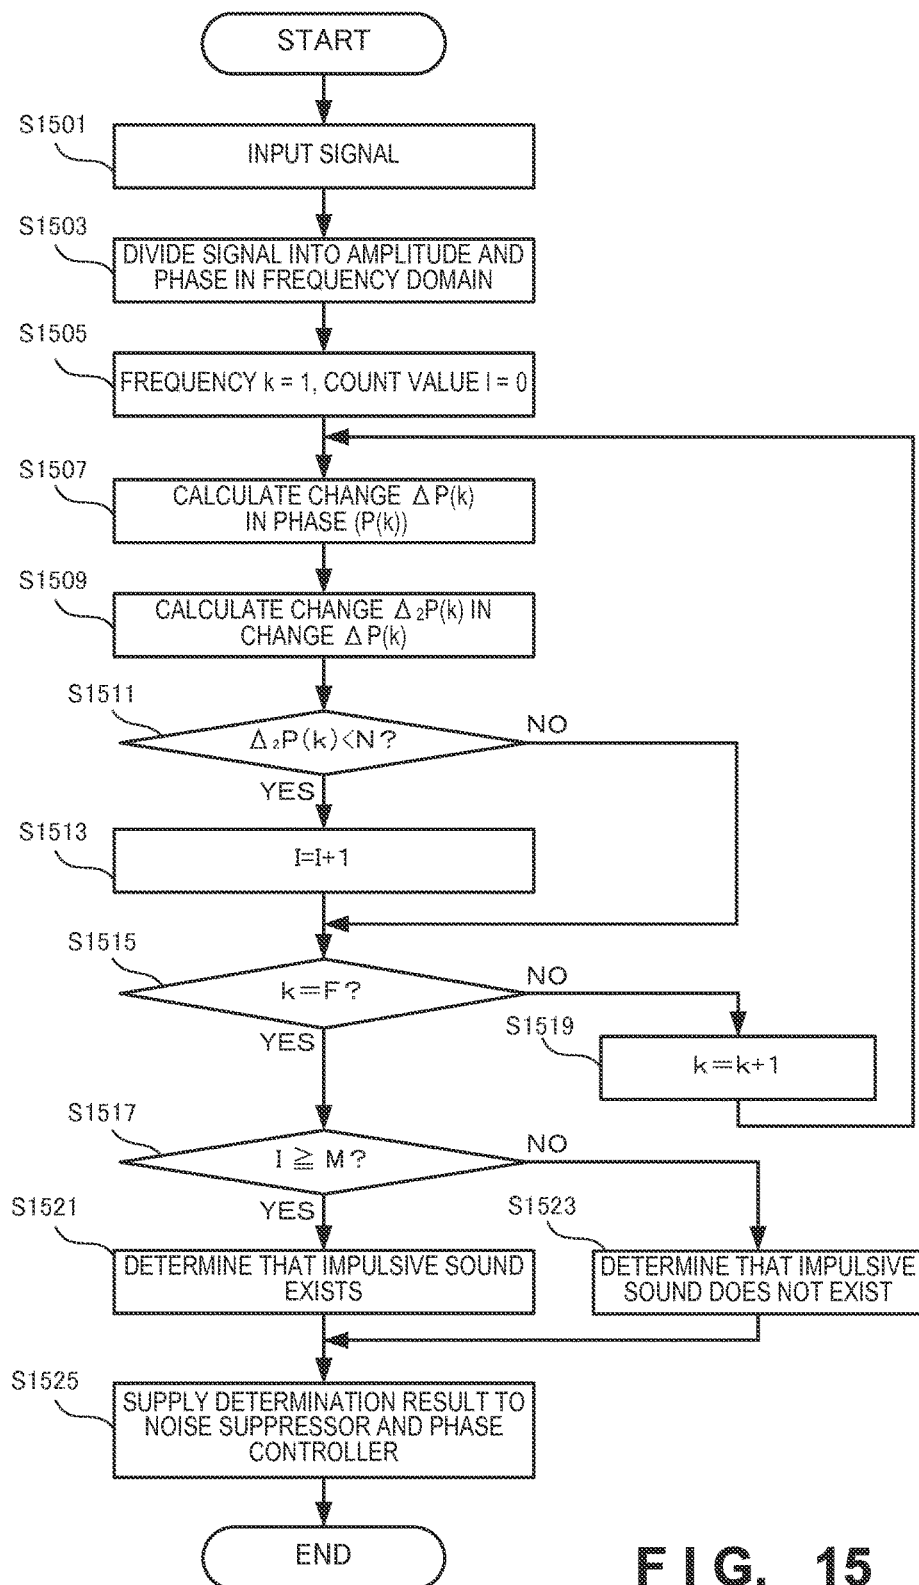 START
S1501
INPUT SIGNAL
S1503
DIVIDE SIGNAL INTO AMPLITUDE AND
PHASE IN FREQUENCY DOMAIN
S1505
FREQUENCY k = 1, COUNT VALUE I = 0
S1507
CALCULATE CHANGE ΔP(k)
IN PHASE (P(k))
S1509
CALCULATE CHANGE Δ₂P(k) IN
CHANGE ΔP(k)
S1511
Δ₂P(k)<N?
NO
YES
S1513
I=I+1
S1515
k=F?
NO
YES
S1519
k=k+1
S1517
I ≧ M?
NO
YES
S1521
DETERMINE THAT IMPULSIVE SOUND
EXISTS
S1523
DETERMINE THAT IMPULSIVE
SOUND DOES NOT EXIST
S1525
SUPPLY DETERMINATION RESULT TO
NOISE SUPPRESSOR AND PHASE
CONTROLLER
END
FIG. 15